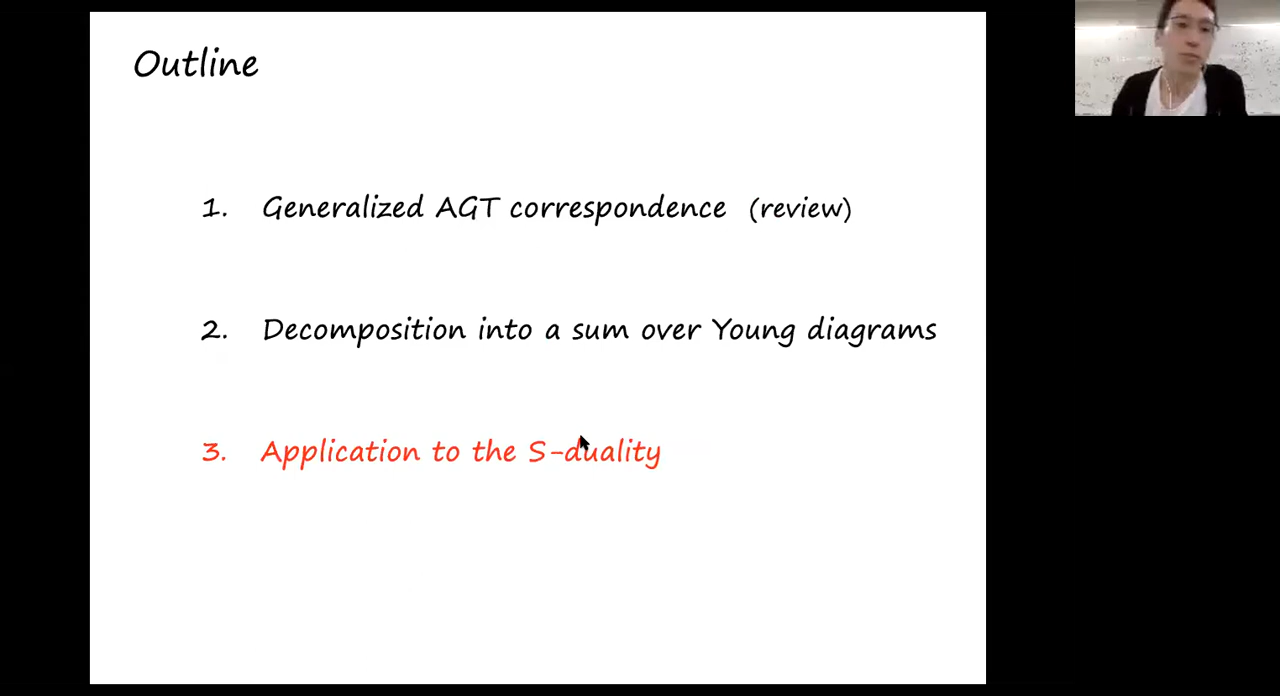 Outline
1. Generalized AGT correspondence (review)
2. Decomposition into a sum over Young diagrams
3. Application to the S-duality